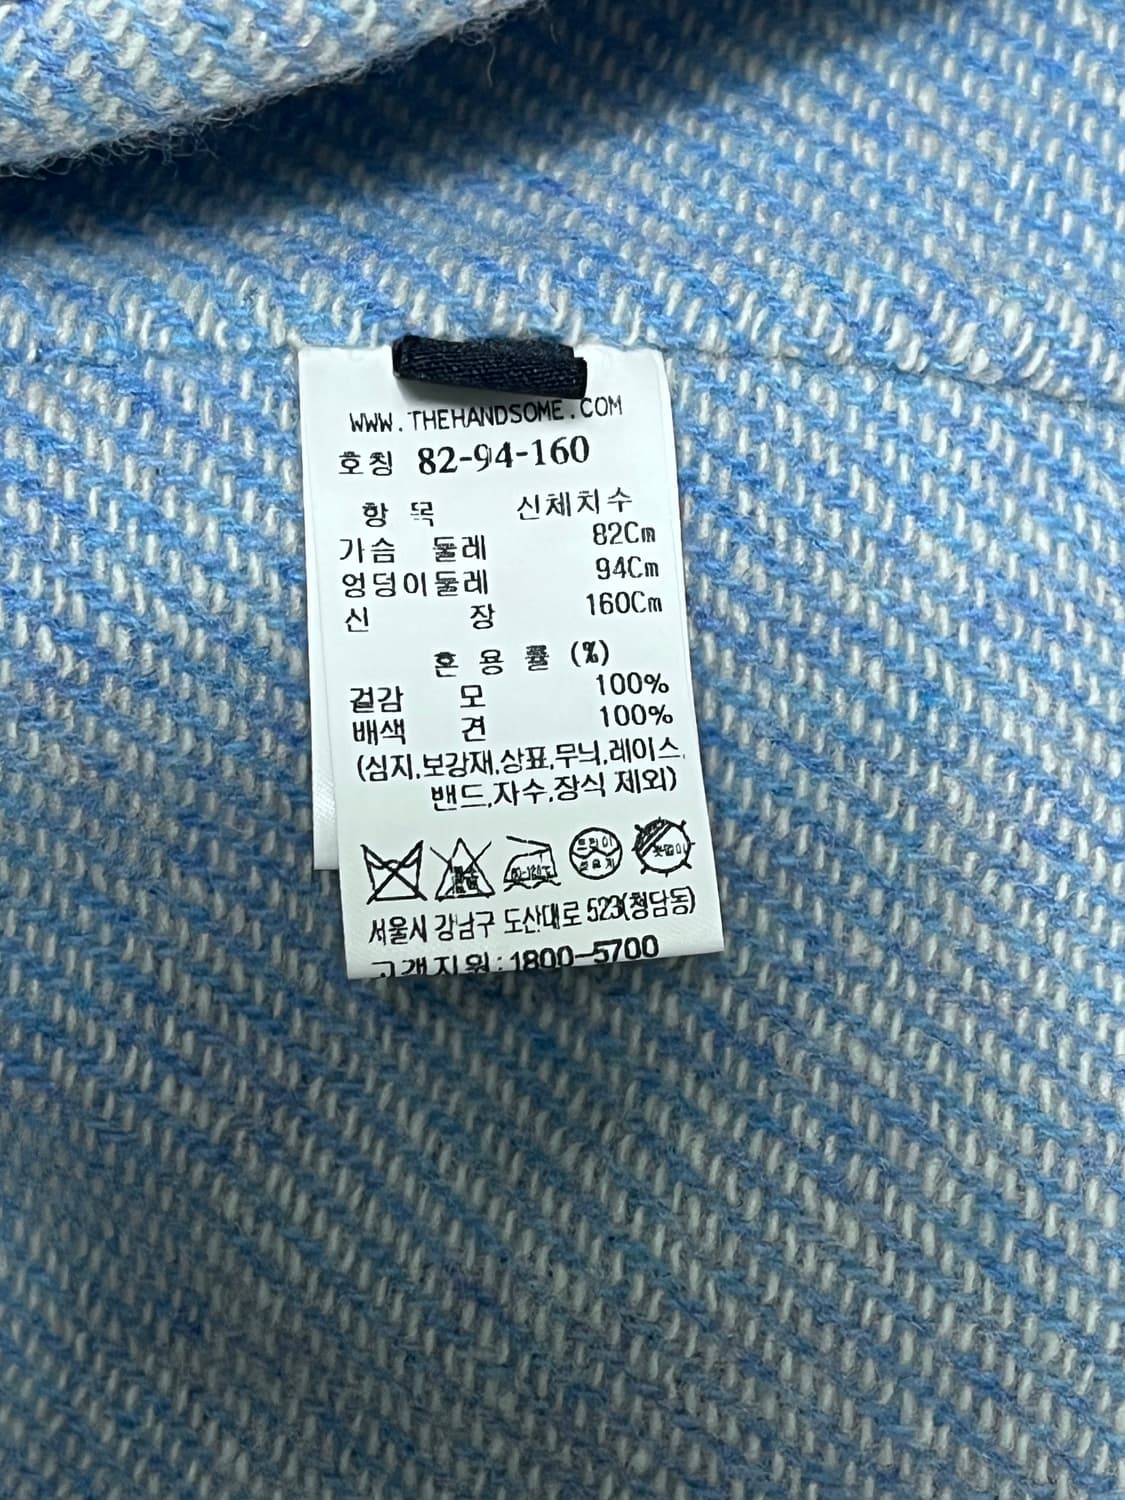 WWW.THEHANDSOME.COM
호칭 82-94-160
항 목 신체치수
가슴 둘레 82Cm
엉덩이둘레 94Cm
신 장 160Cm
혼 용 률 (%)
겉감 모 100%
배색 견 100%
(심지,보강재,상표,무늬,레이스,
밴드,자수,장식 제외)
드라이
서울시 강남구 도산대로 523(청담동)
고객지원:1800-5700